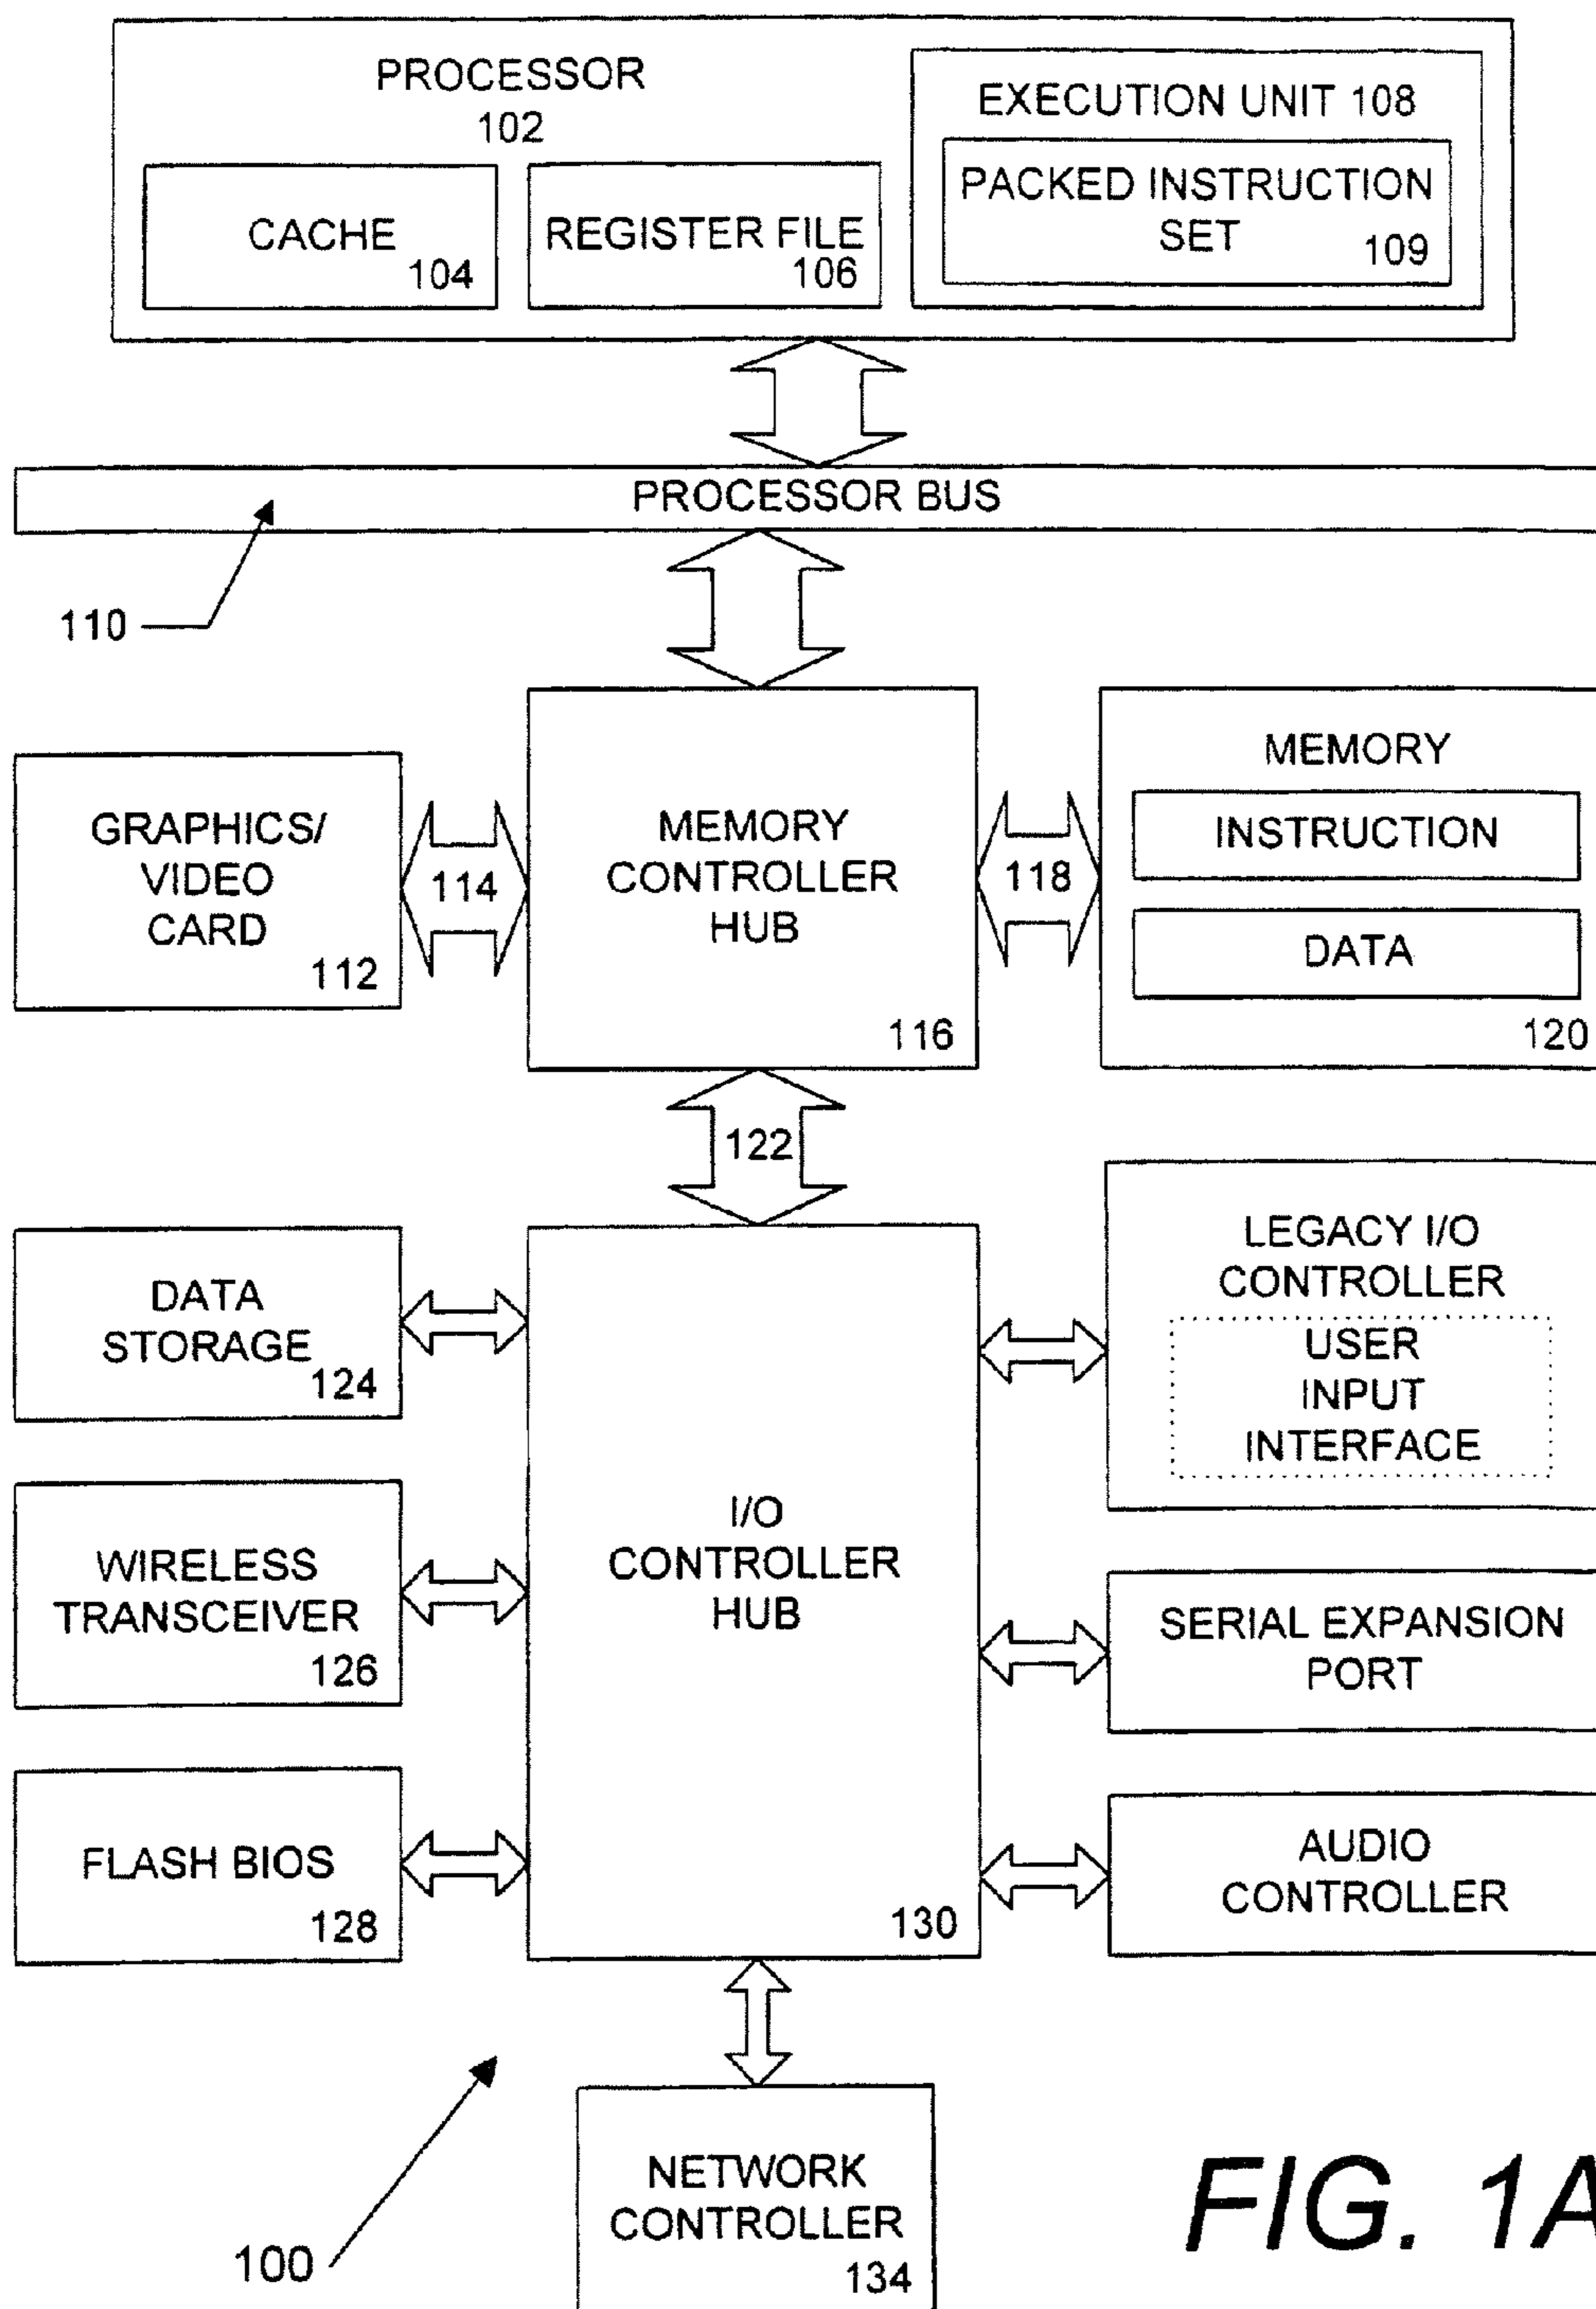 PROCESSOR
102
CACHE
104
REGISTER FILE
106
EXECUTION UNIT 108
PACKED INSTRUCTION
SET
109
PROCESSOR BUS
110
GRAPHICS/
VIDEO
CARD
112
114
MEMORY
CONTROLLER
HUB
116
118
MEMORY
INSTRUCTION
DATA
120
122
DATA
STORAGE
124
WIRELESS
TRANSCEIVER
126
FLASH BIOS
128
I/O
CONTROLLER
HUB
130
LEGACY I/O
CONTROLLER
USER
INPUT
INTERFACE
SERIAL EXPANSION
PORT
AUDIO
CONTROLLER
NETWORK
CONTROLLER
134
100
FIG. 1A